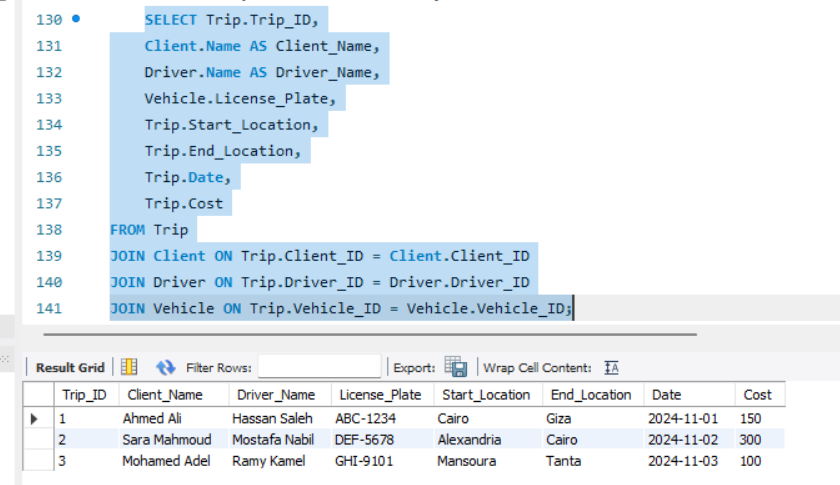 130 SELECT Trip.Trip_ID,
131 Client.Name AS Client_Name,
132 Driver.Name AS Driver_Name,
133 Vehicle.License_Plate,
134 Trip.Start_Location,
135 Trip.End_Location,
136 Trip.Date,
137 Trip.Cost
138 FROM Trip
139 JOIN Client ON Trip.Client_ID = Client.Client_ID
140 JOIN Driver ON Trip.Driver_ID = Driver.Driver_ID
141 JOIN Vehicle ON Trip.Vehicle_ID = Vehicle.Vehicle_ID;
Result Grid Filter Rows: Export: Wrap Cell Content: IA
Trip_ID Client_Name Driver_Name License_Plate Start_Location End_Location Date Cost
1 Ahmed Ali Hassan Saleh ABC-1234 Cairo Giza 2024-11-01 150
2 Sara Mahmoud Mostafa Nabil DEF-5678 Alexandria Cairo 2024-11-02 300
3 Mohamed Adel Ramy Kamel GHI-9101 Mansoura Tanta 2024-11-03 100